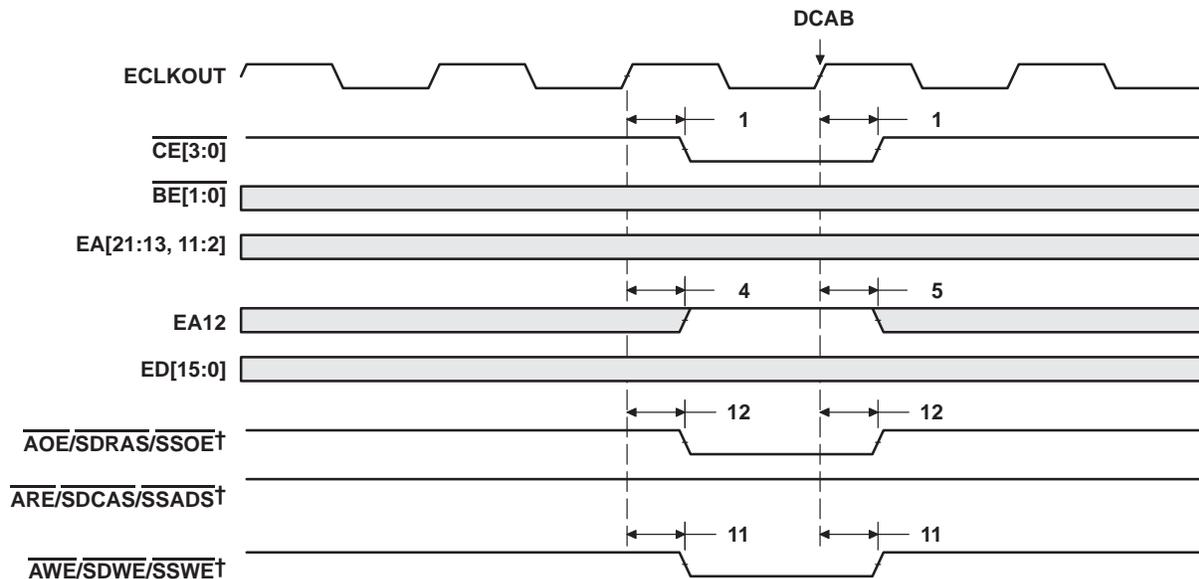 DCAB
ECLKOUT
1 1
CE[3:0]
BE[1:0]
EA[21:13, 11:2]
4 5
EA12
ED[15:0]
12 12
AOE/SDRAS/SSOE†
ARE/SDCAS/SSADS†
11 11
AWE/SDWE/SSWE†